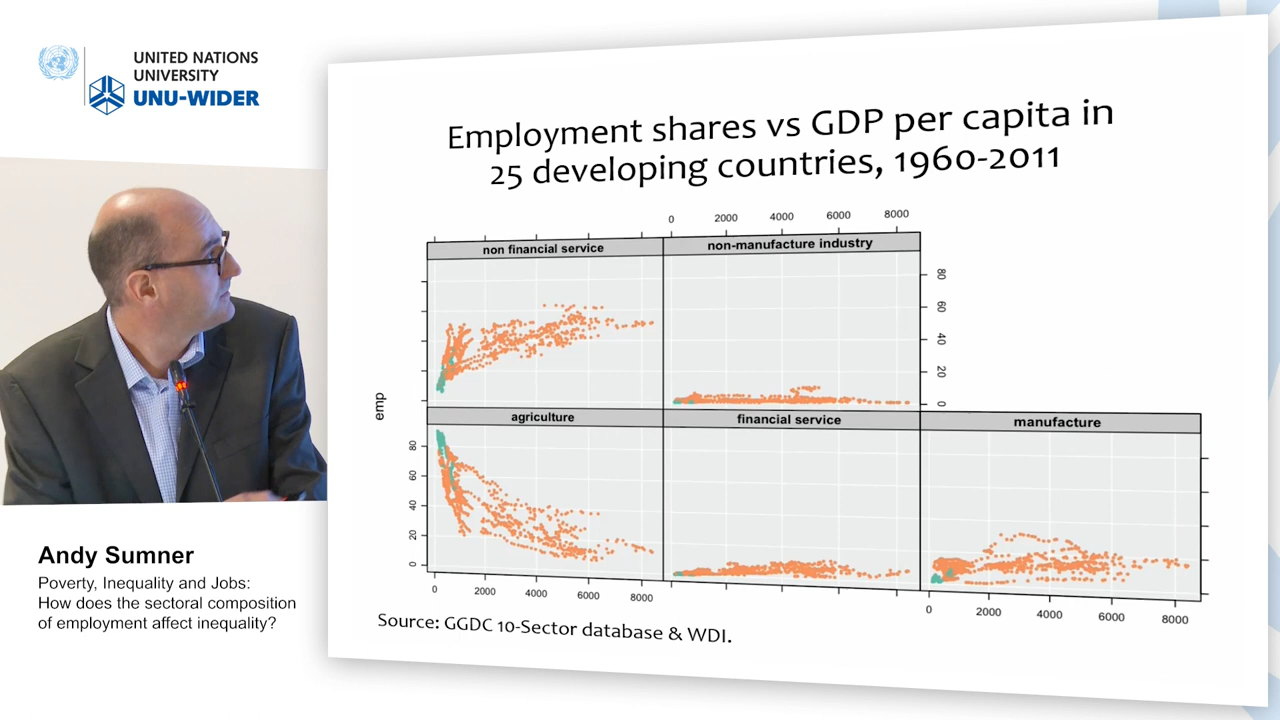 UNITED NATIONS
UNIVERSITY
UNU-WIDER
Employment shares vs GDP per capita in
25 developing countries, 1960-2011
0 2000 4000 6000 8000
non financial service
non-manufacture industry
80
60
40
20
0
emp
agriculture
financial service
manufacture
80
60
40
20
0
0 2000 4000 6000 8000
0 2000 4000 6000 8000
Source: GGDC 10-Sector database & WDI.
Andy Sumner
Poverty, Inequality and Jobs:
How does the sectoral composition
of employment affect inequality?